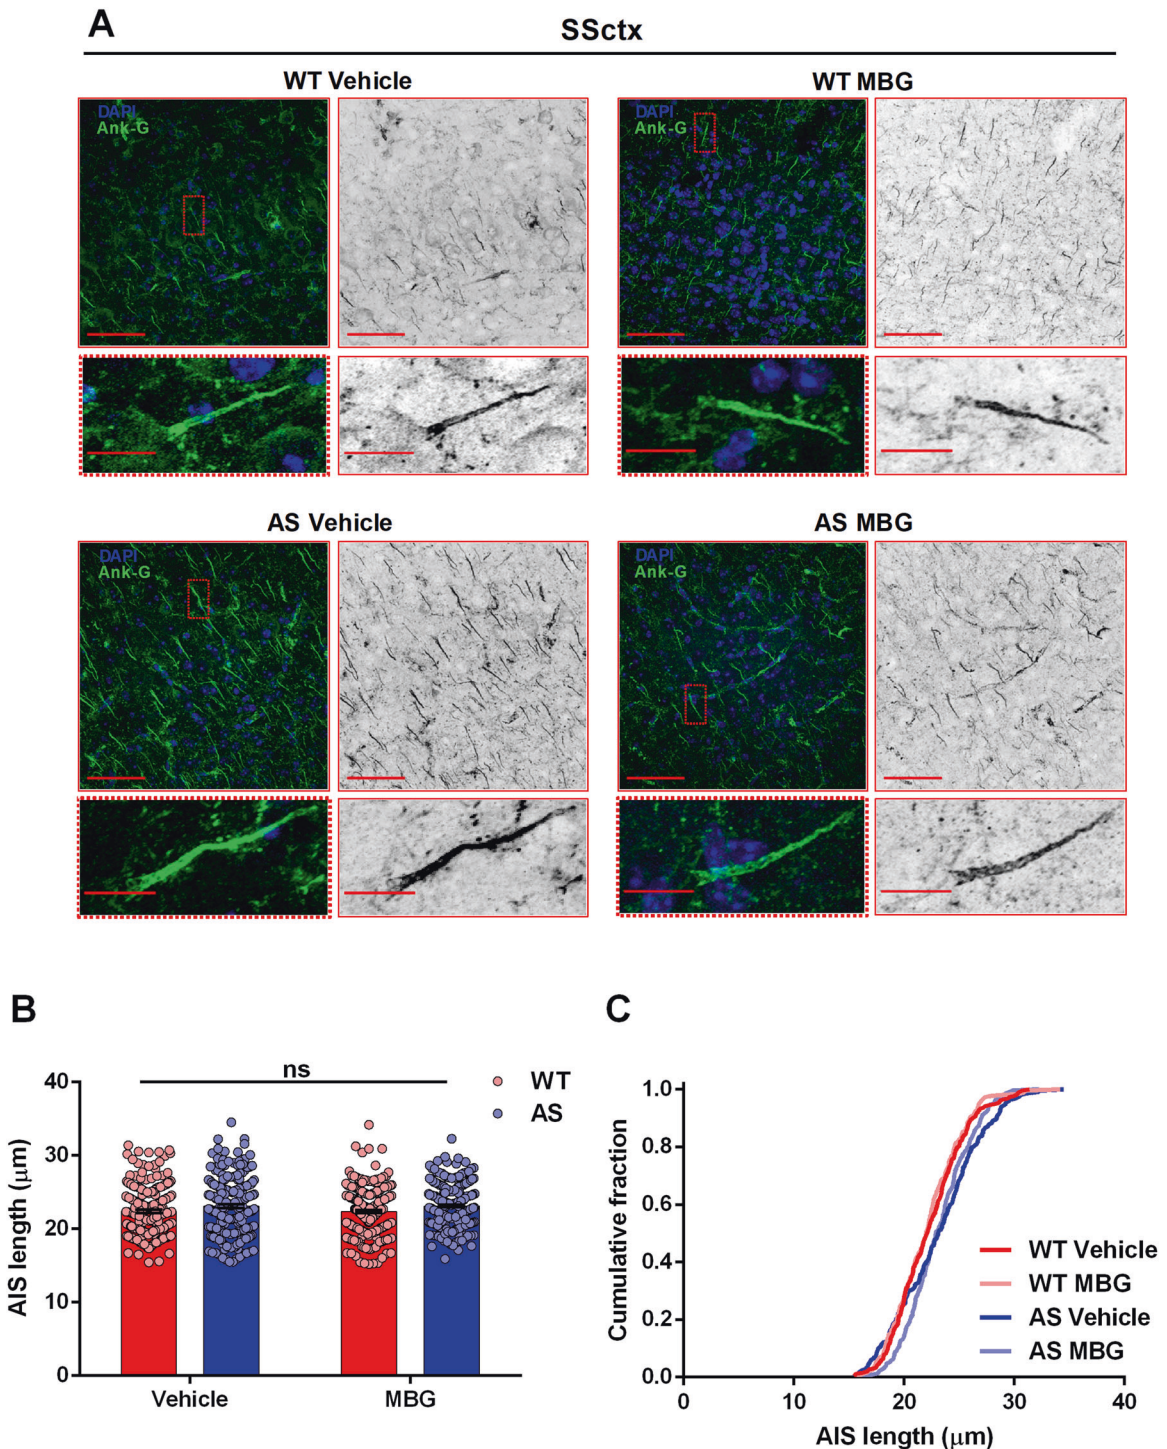 A
SSctx
WT Vehicle
WT MBG
DAPI
Ank-G
DAPI
Ank-G
AS Vehicle
AS MBG
DAPI
Ank-G
DAPI
Ank-G
B
ns
WT
AS
40
30
20
10
0
AIS length (μm)
Vehicle
MBG
C
1.0
0.8
0.6
0.4
0.2
0.0
Cumulative fraction
WT Vehicle
WT MBG
AS Vehicle
AS MBG
0
10
20
30
40
AIS length (μm)